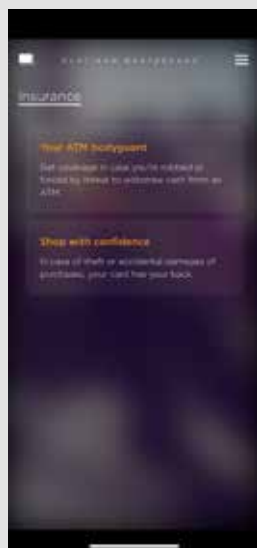 Insurance
Your ATM bodyguard
Get coverage in case you're robbed or
forced by threat to withdraw cash from an
ATM.
Shop with confidence
In case of theft or accidental damages of
purchases, your card has your back.